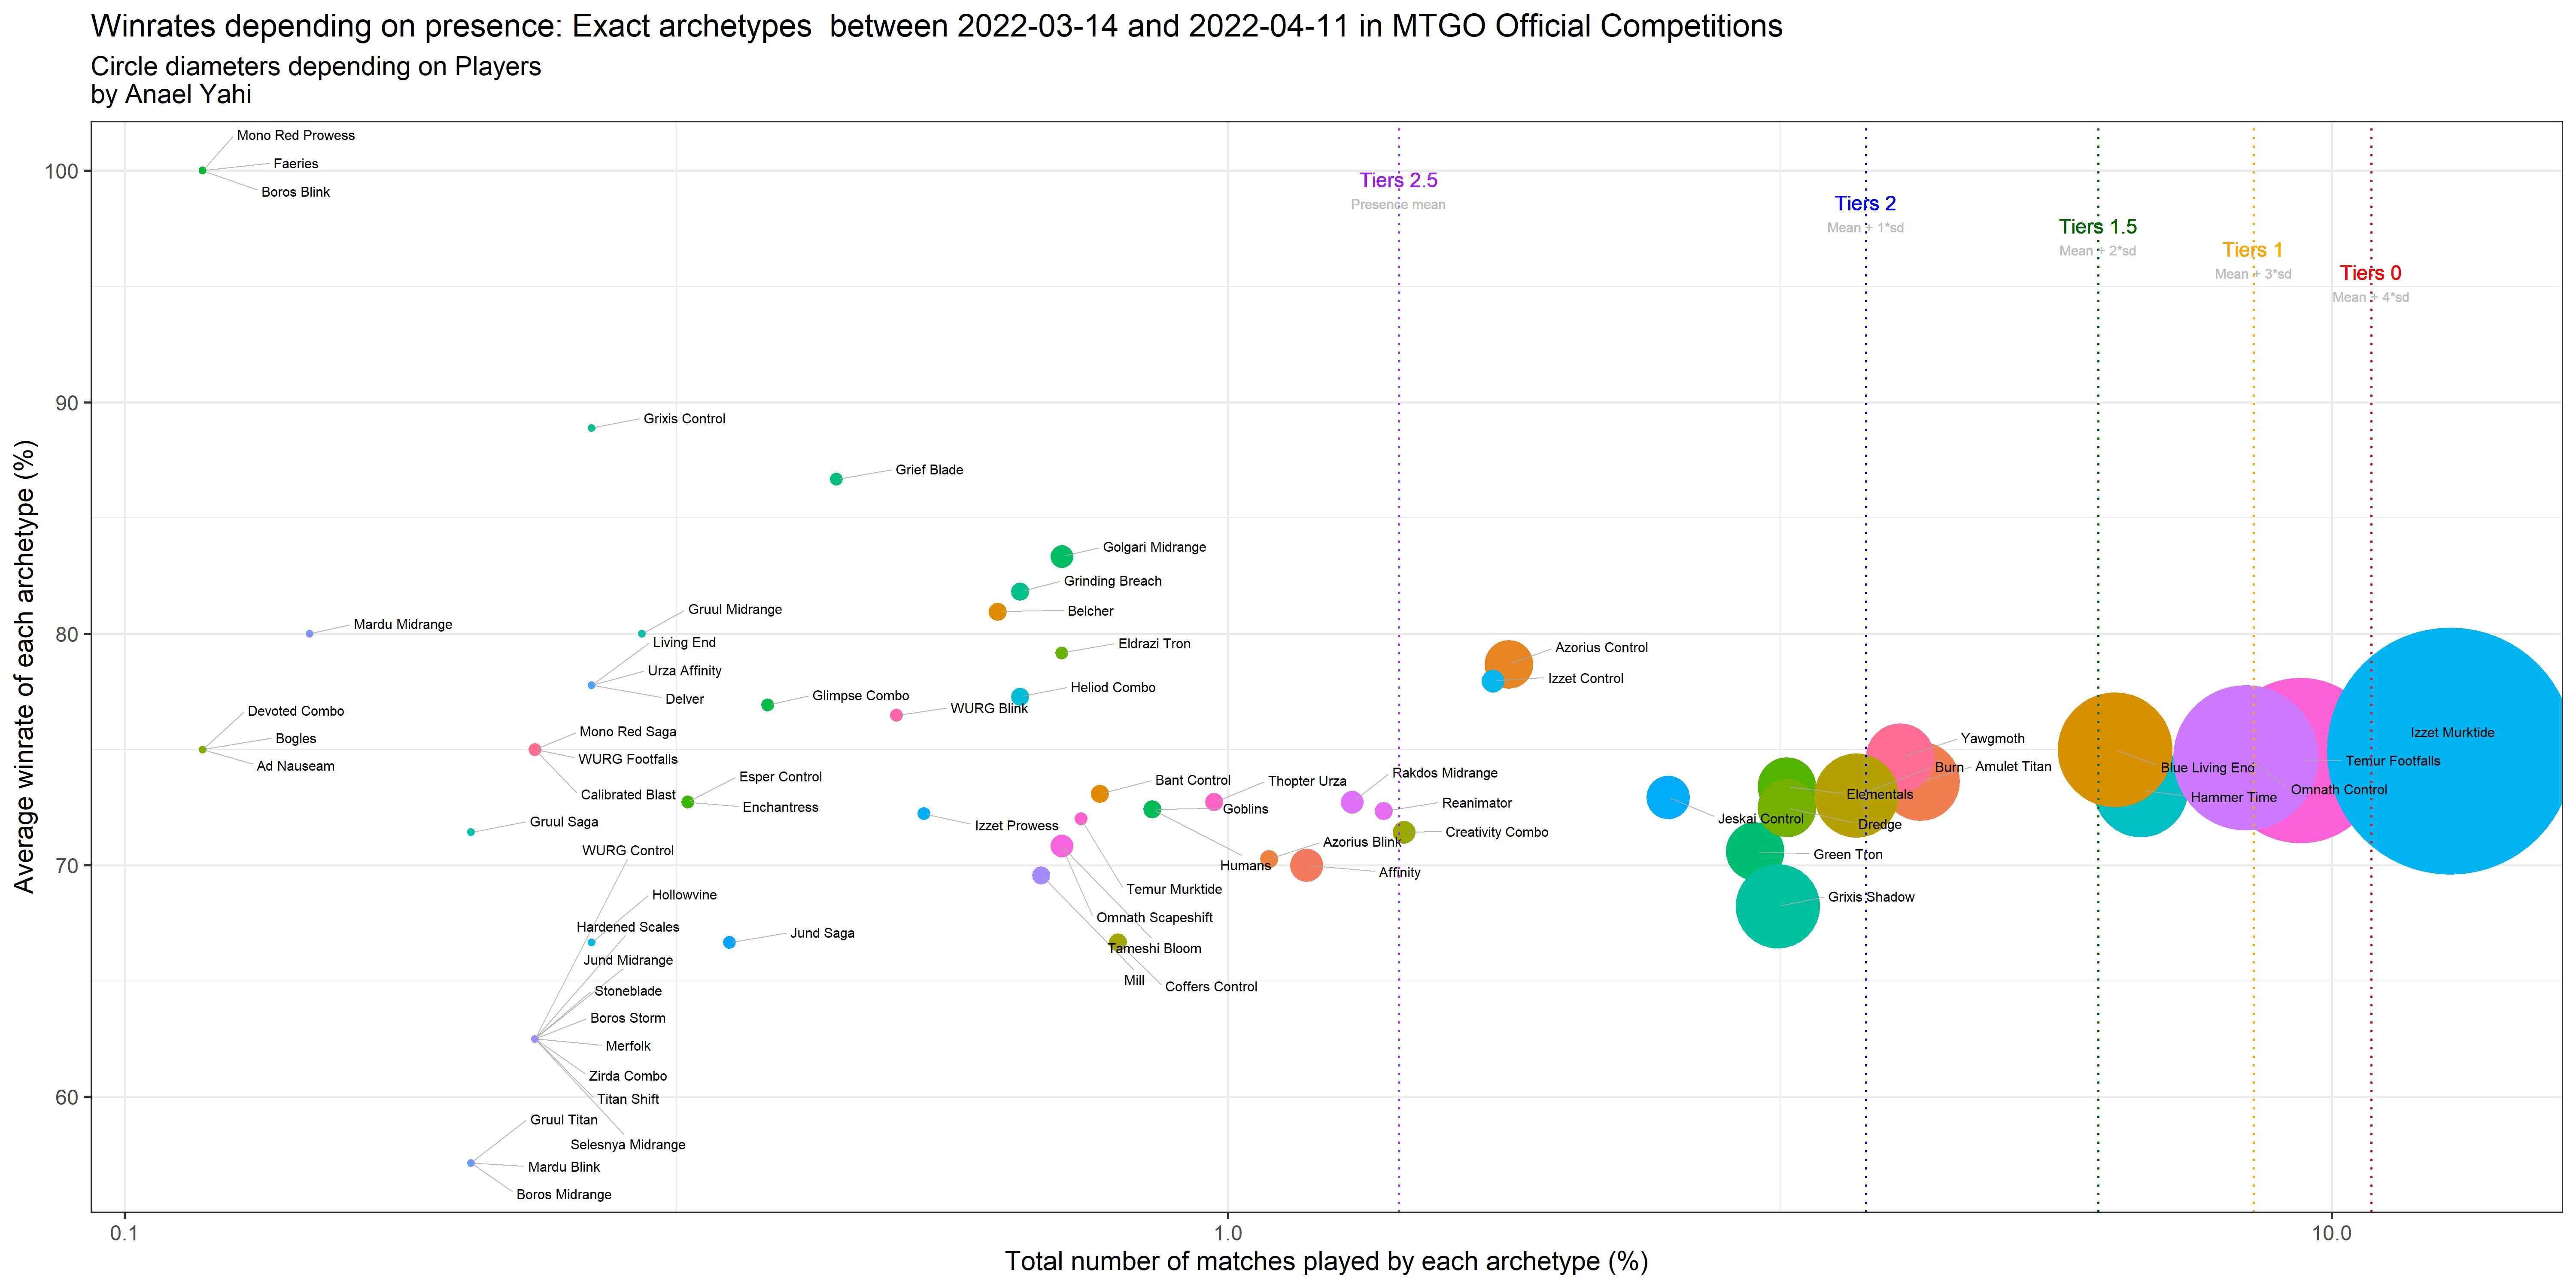 Winrates depending on presence: Exact archetypes  between 2022-03-14 and 2022-04-11 in MTGO Official Competitions
Circle diameters depending on Players
by Anael Yahi
Average winrate of each archetype (%)
100
90
80
70
60
Mono Red Prowess
Faeries
Boros Blink
Tiers 2.5
Presence mean
Tiers 2
Mean + 1*sd
Tiers 1.5
Mean + 2*sd
Tiers 1
Mean + 3*sd
Tiers 0
Mean + 4*sd
Grixis Control
Grief Blade
Golgari Midrange
Grinding Breach
Gruul Midrange
Belcher
Mardu Midrange
Living End
Eldrazi Tron
Azorius Control
Urza Affinity
Izzet Control
Delver
Glimpse Combo
Heliod Combo
WURG Blink
Devoted Combo
Bogles
Ad Nauseam
Mono Red Saga
WURG Footfalls
Calibrated Blast
Izzet Murktide
Yawgmoth
Temur Footfalls
Burn
Amulet Titan
Blue Living End
Esper Control
Enchantress
Bant Control
Thopter Urza
Rakdos Midrange
Omnath Control
Elementals
Hammer Time
Goblins
Reanimator
Jeskai Control
Dredge
Gruul Saga
Izzet Prowess
Creativity Combo
Azorius Blink
WURG Control
Green Tron
Humans
Affinity
Hollowvine
Temur Murktide
Grixis Shadow
Omnath Scapeshift
Hardened Scales
Jund Saga
Tameshi Bloom
Jund Midrange
Mill
Coffers Control
Stoneblade
Boros Storm
Merfolk
Zirda Combo
Titan Shift
Gruul Titan
Selesnya Midrange
Mardu Blink
Boros Midrange
0.1
1.0
10.0
Total number of matches played by each archetype (%)